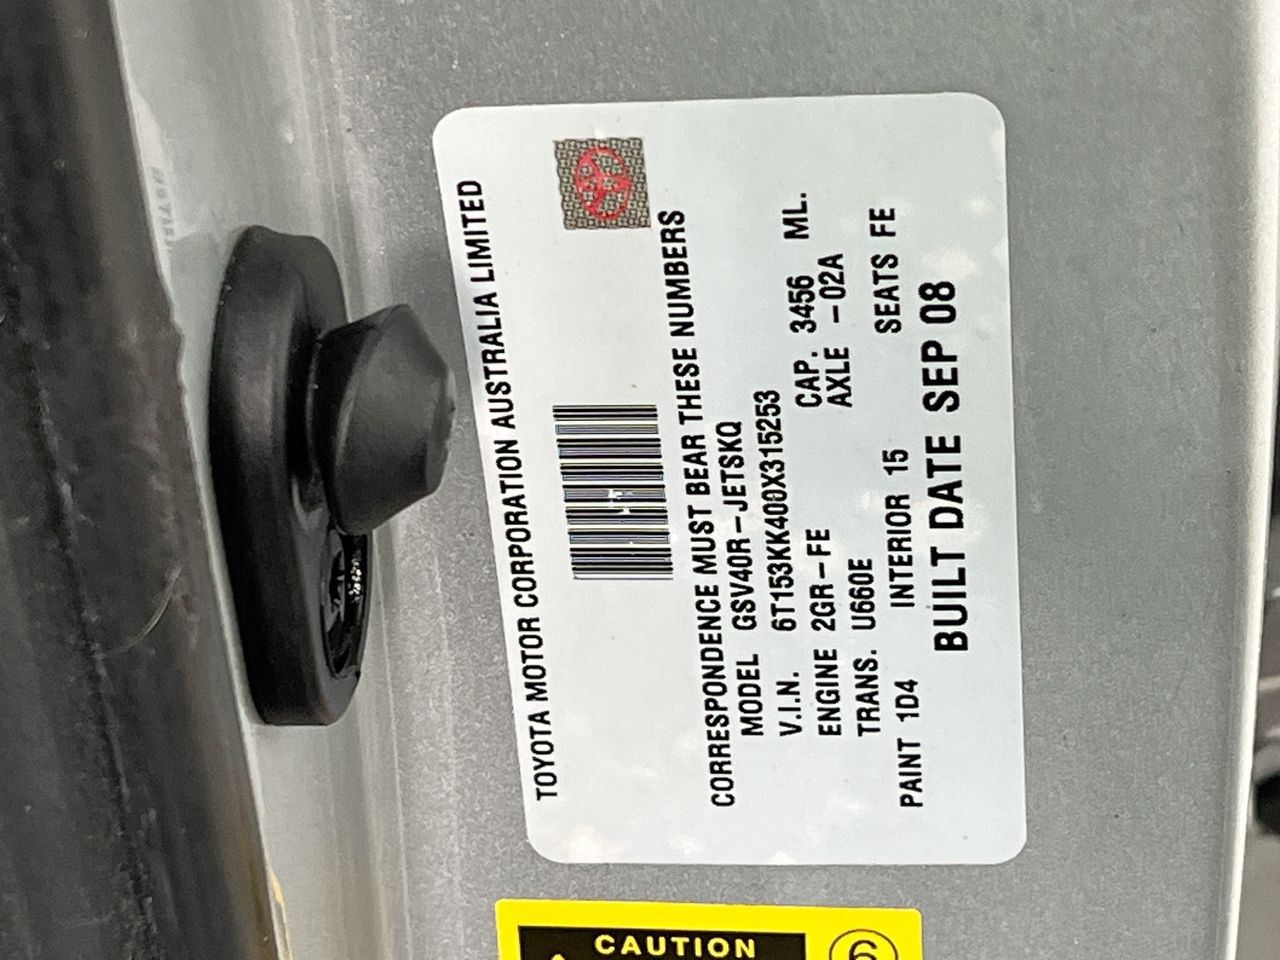 TOYOTA MOTOR CORPORATION AUSTRALIA LIMITED
CORRESPONDENCE MUST BEAR THESE NUMBERS
MODEL GSV40R-JETSKQ
V.I.N. 6T153KK400X315253
ENGINE 2GR-FE CAP. 3456 ML.
TRANS. U660E AXLE -02A
PAINT 1D4 INTERIOR 15 SEATS FE
BUILT DATE SEP 08
CAUTION